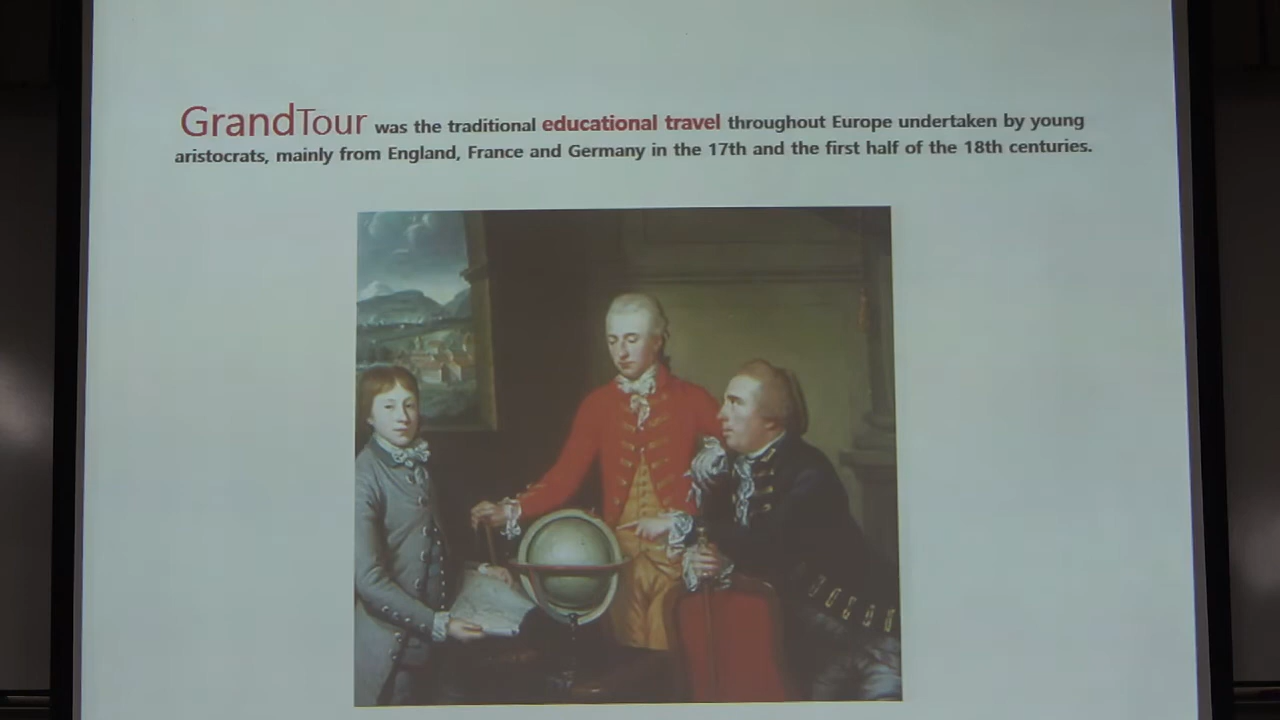 GrandTour was the traditional educational travel throughout Europe undertaken by young
aristocrats, mainly from England, France and Germany in the 17th and the first half of the 18th centuries.